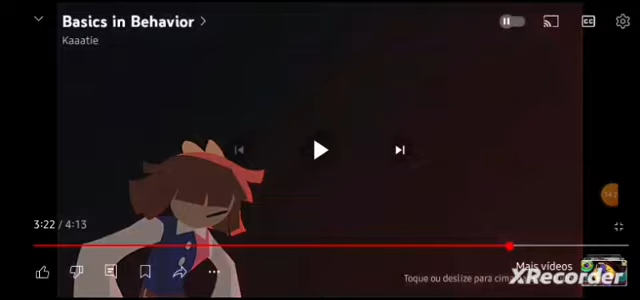 Basics in Behavior
Kaaatie
3:22 / 4:13
Mais vídeos
Toque ou deslize para cim
XRecorder